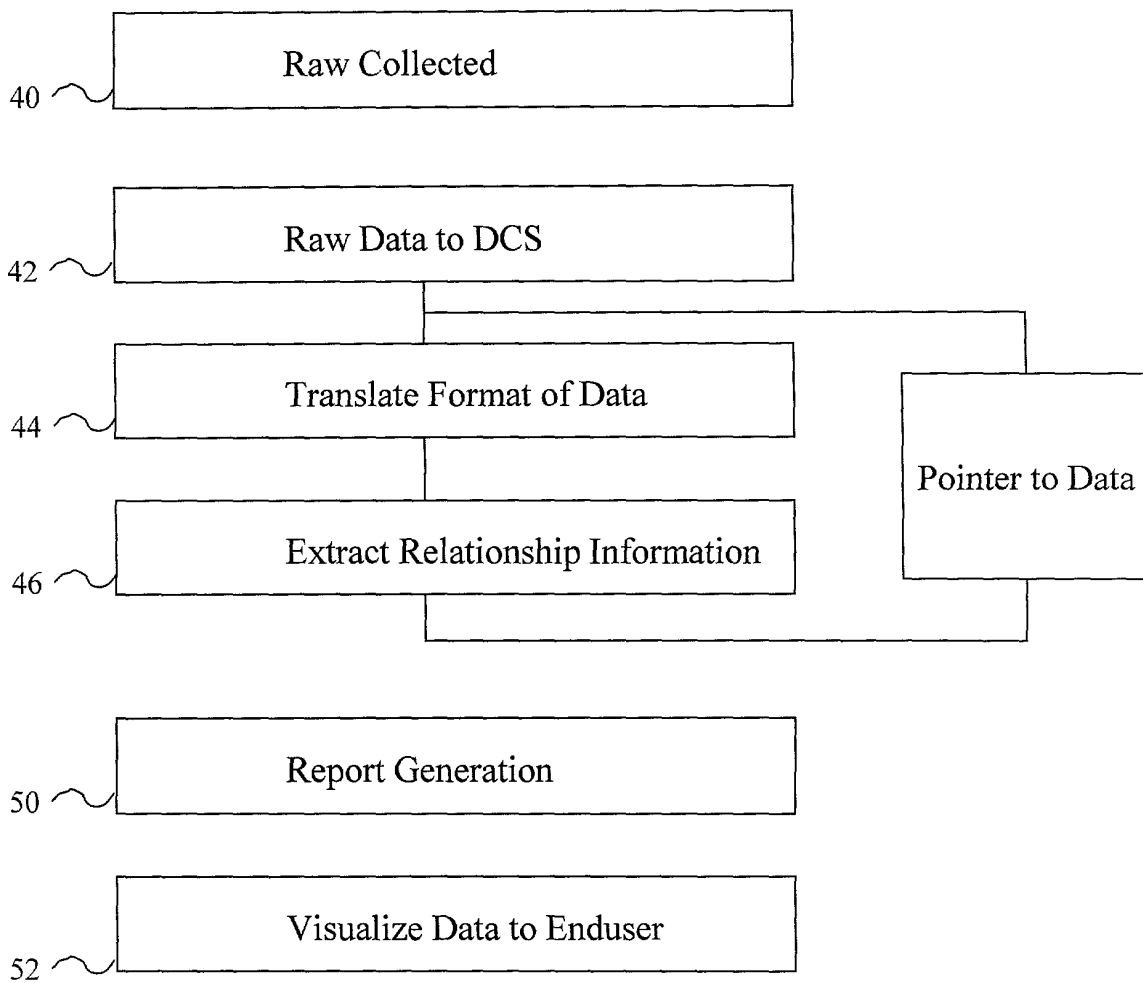 Raw Collected
40
Raw Data to DCS
42
Translate Format of Data
44
Pointer to Data
Extract Relationship Information
46
Report Generation
50
Visualize Data to Enduser
52